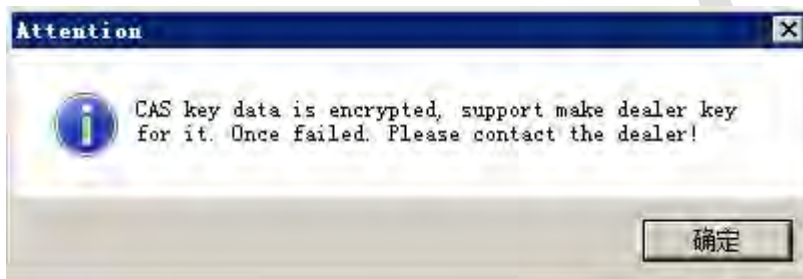 Attention
CAS key data is encrypted, support make dealer key
for it. Once failed. Please contact the dealer!
确定